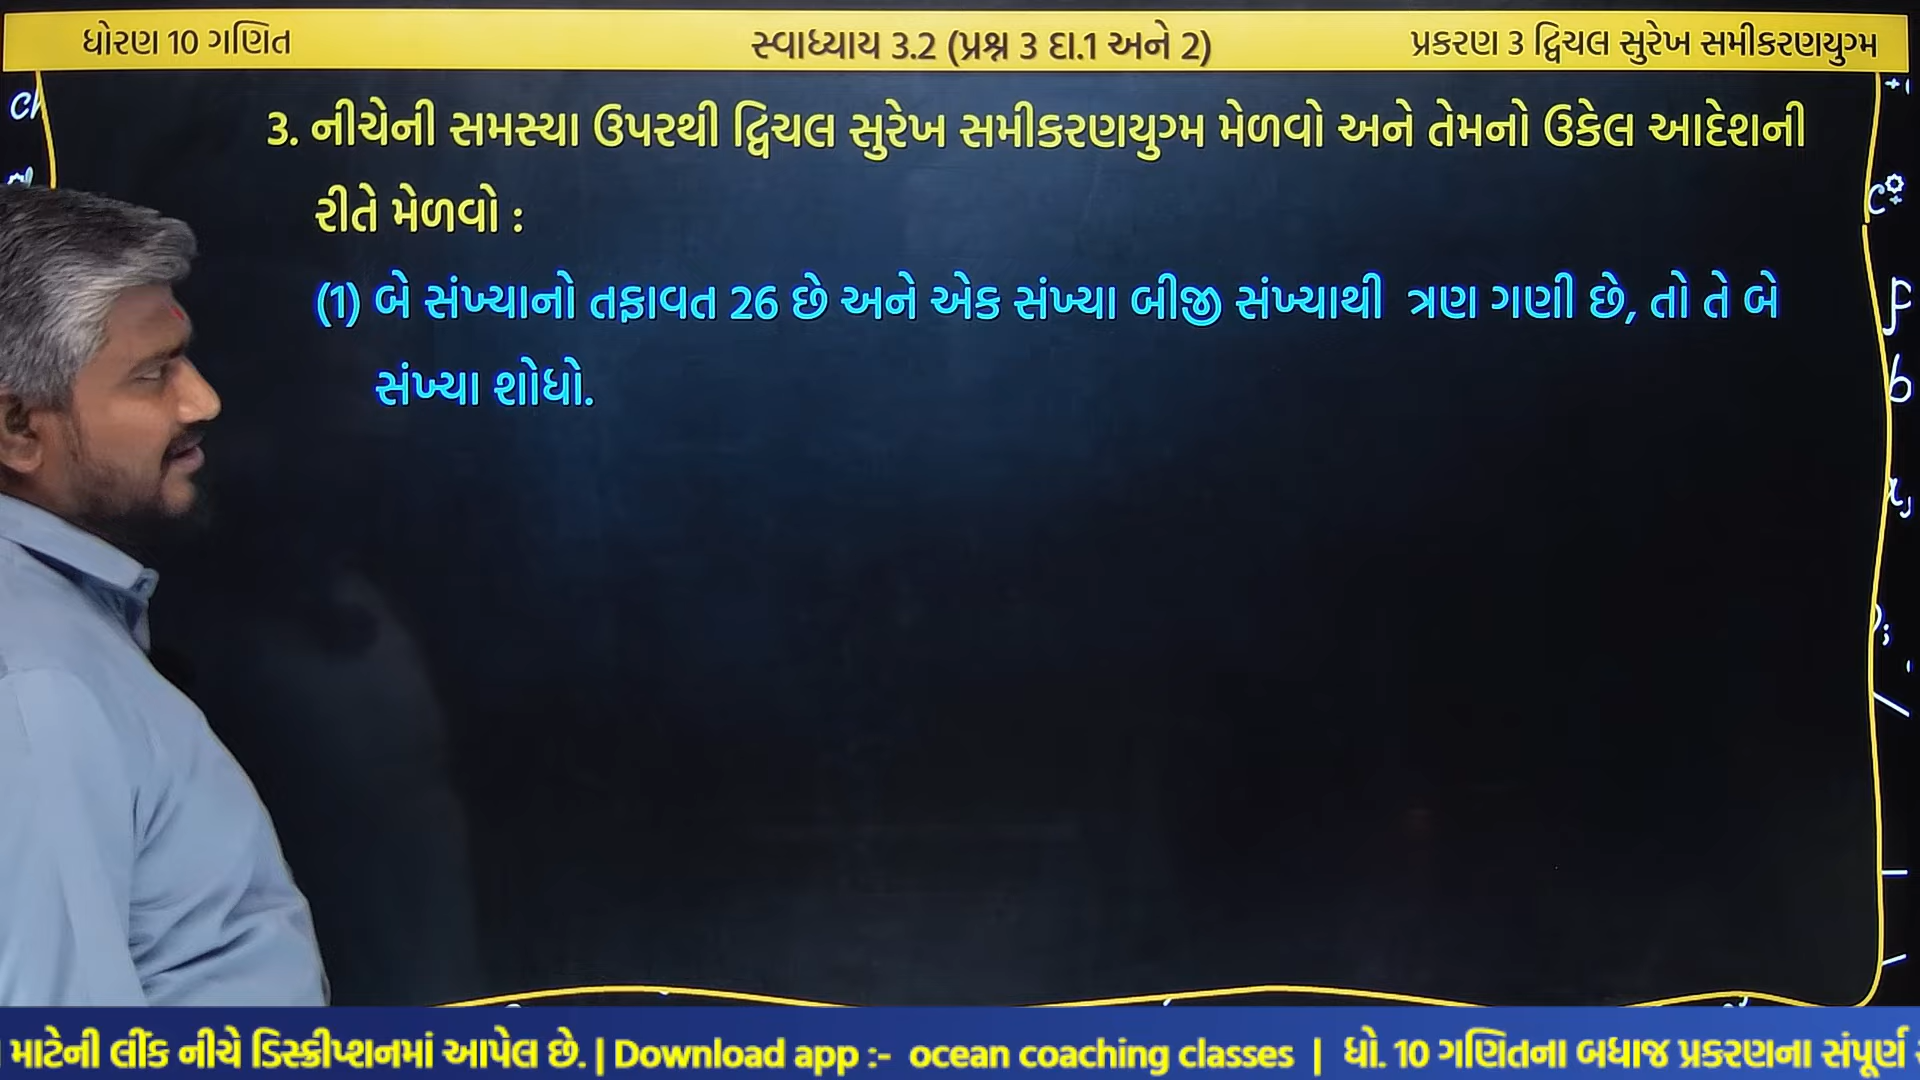 ધોરણ 10 ગણિત
સ્વાધ્યાય 3.2 (પ્રશ્ન 3 દા.1 અને 2)
પ્રકરણ 3 દ્વિચલ સુરેખ સમીકરણયુગ્મ
3. નીચેની સમસ્યા ઉપરથી દ્વિચલ સુરેખ સમીકરણયુગ્મ મેળવો અને તેમનો ઉકેલ આદેશની
રીતે મેળવો :
(1) બે સંખ્યાનો તફાવત 26 છે અને એક સંખ્યા બીજી સંખ્યાથી ત્રણ ગણી છે, તો તે બે
સંખ્યા શોધો.
માટેની લીંક નીચે ડિસ્ક્રીપ્શનમાં આપેલ છે. | Download app :- ocean coaching classes | ધો. 10 ગણિતના બધાજ પ્રકરણના સંપૂર્ણ